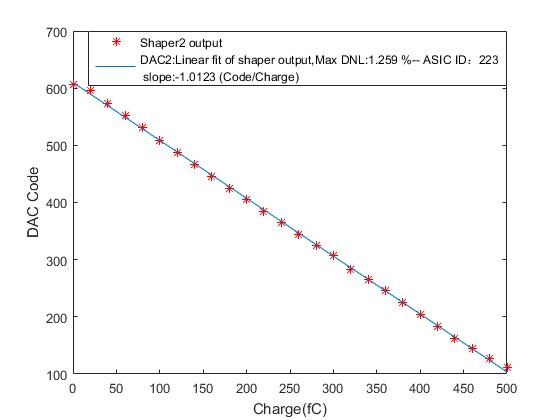 700
600
500
400
300
200
100
DAC Code
Shaper2 output
DAC2:Linear fit of shaper output,Max DNL:1.259 %-- ASIC ID：223
slope:-1.0123 (Code/Charge)
0 50 100 150 200 250 300 350 400 450 500
Charge(fC)